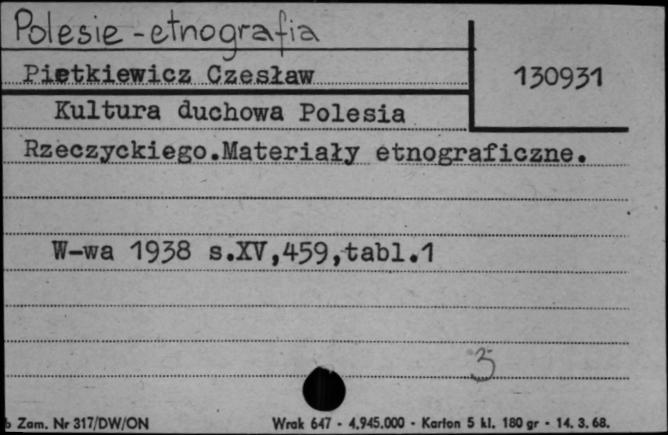 Polesie - etnografia
Pietkiewicz Czesław
130931
Kultura duchowa Polesia
Rzeczyckiego.Materiały etnograficzne.
W-wa 1938 s.XV,459,tabl.1
3
Zam. Nr 317/DW/ON
Wrak 647 - 4.945.000 - Karton 5 kl. 180 gr - 14. 3. 68.